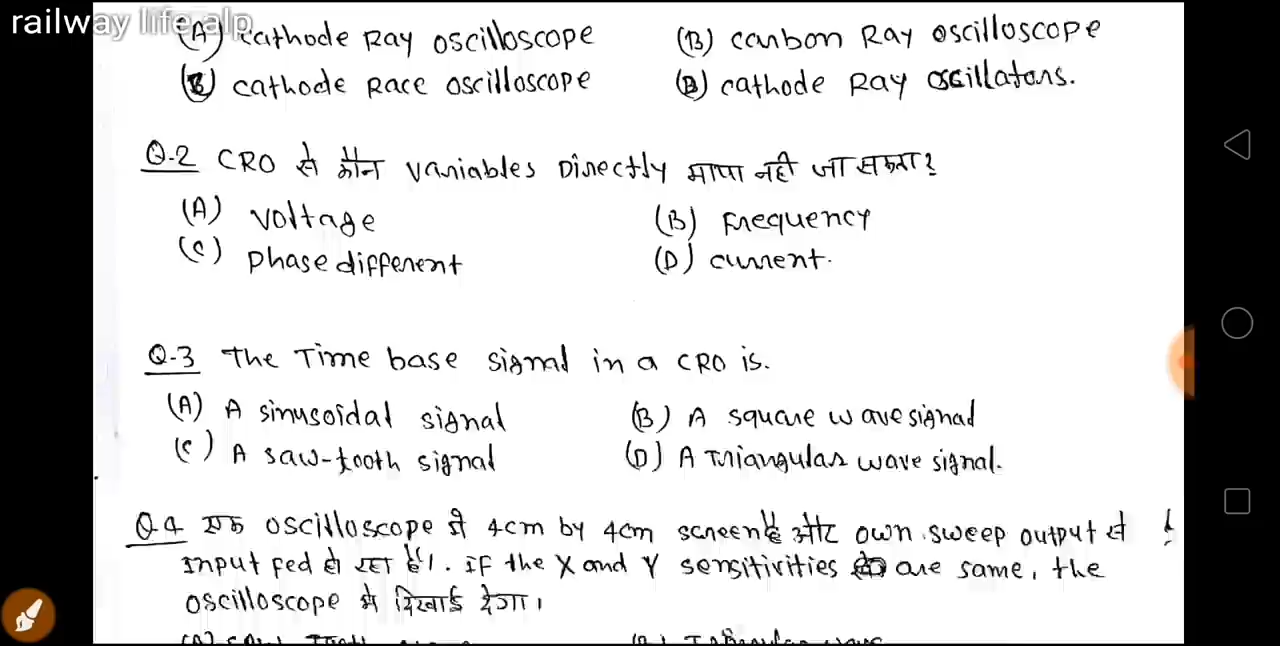 railway life.alp
(A) cathode Ray oscilloscope (B) carbon Ray oscilloscope
(B) cathode Race oscilloscope (B) cathode Ray oscillators.
Q-2 CRO से कौन variables Directly मापा नही जा सकता?
(A) voltage (B) frequency
(C) phase different (D) current.
Q-3 The Time base signal in a CRO is.
(A) A sinusoidal signal (B) A square wave signal
(C) A saw-tooth signal (D) A Triangular wave signal.
Q4 एक oscilloscope में 4cm by 4cm screen है और own sweep output से
Input fed हो रहा है। . if the X and Y sensitivities are same, the
oscilloscope में दिखाई देगा।